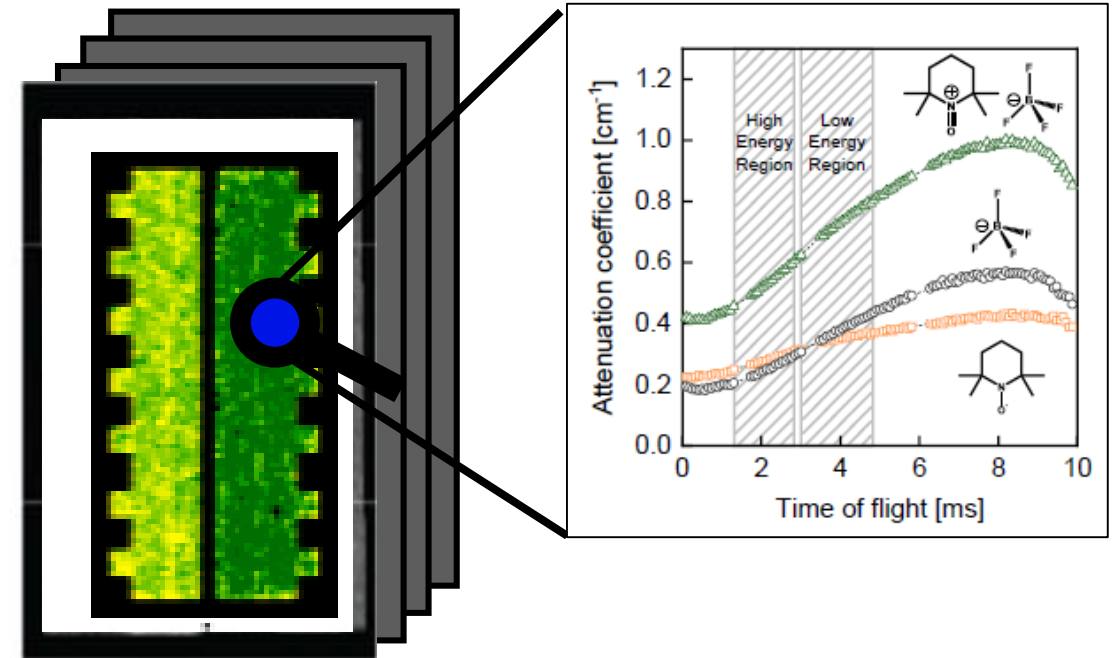 Attenuation coefficient [cm⁻¹]
1.2
1.0
0.8
0.6
0.4
0.2
0.0
High
Energy
Region
Low
Energy
Region
⊕
N
O
F
⊖B
F
F
F
F
⊖B
F
F
F
N
O·
0 2 4 6 8 10
Time of flight [ms]